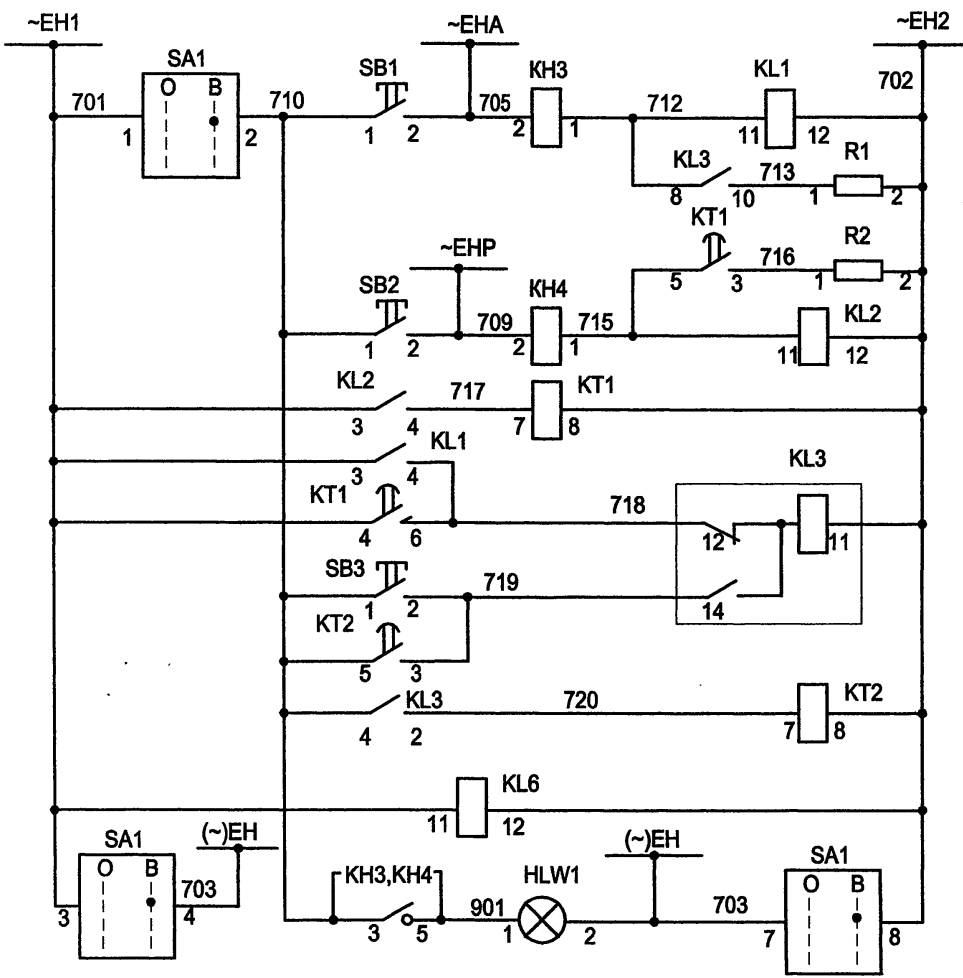 ~EH1 ~EHA ~EH2
SA1 SB1 KH3 KL1
O B
701 710 705 712 702
1 2 1 2 2 1 11 12
KL3 713 R1
8 10 1 2
KT1
~EHP 716 R2
5 3 1 2
SB2 KH4 KL2
709 715
1 2 2 1 11 12
KL2 717 KT1
3 4 7 8
KL1
3 4 KL3
KT1 718
4 6 12 11
SB3 719
1 2 14
KT2
5 3
KL3 720 KT2
4 2 7 8
KL6
11 12
SA1 (~)EH (~)EH SA1
O B KH3,KH4 HLW1 O B
703 901 703
3 4 3 5 1 2 7 8